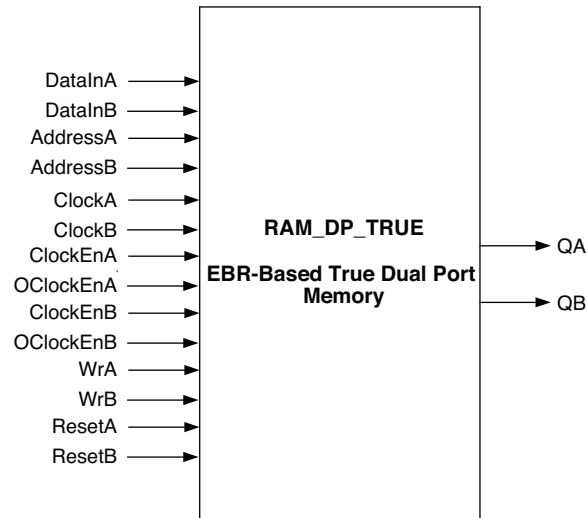 DataInA
DataInB
AddressA
AddressB
ClockA
ClockB
ClockEnA
OClockEnA
ClockEnB
OClockEnB
WrA
WrB
ResetA
ResetB
RAM_DP_TRUE
EBR-Based True Dual Port
Memory
QA
QB